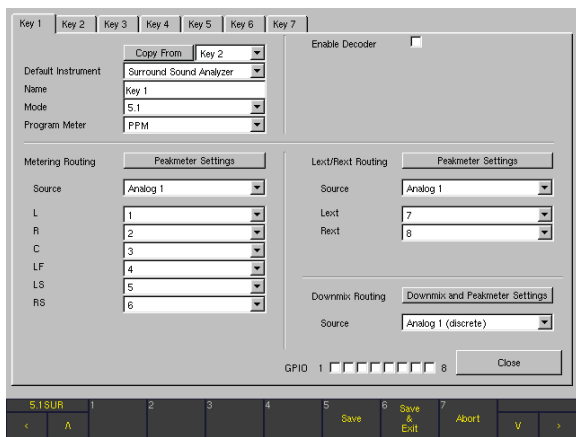 Key 1 Key 2 Key 3 Key 4 Key 5 Key 6 Key 7
Copy From Key 2
Enable Decoder
Default Instrument Surround Sound Analyzer
Name Key 1
Mode 5.1
Program Meter PPM
Metering Routing Peakmeter Settings
Lext/Rext Routing Peakmeter Settings
Source Analog 1
Source Analog 1
L 1
Lext 7
R 2
Rext 8
C 3
LF 4
LS 5
RS 6
Downmix Routing Downmix and Peakmeter Settings
Source Analog 1 (discrete)
GPIO 1 8
Close
5.1SUR 1 2 3 4 5 6 7
< Λ Save Save & Exit Abort V >